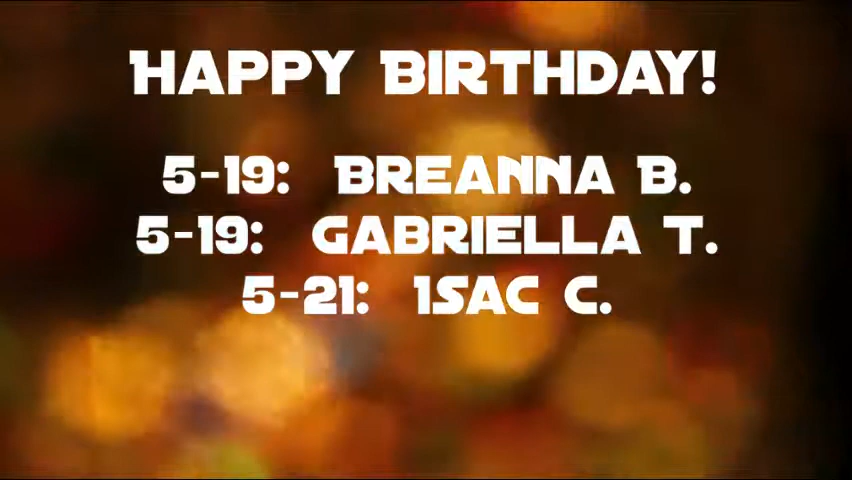 Happy Birthday!
5-19: Breanna B.
5-19: Gabriella T.
5-21: Isac C.